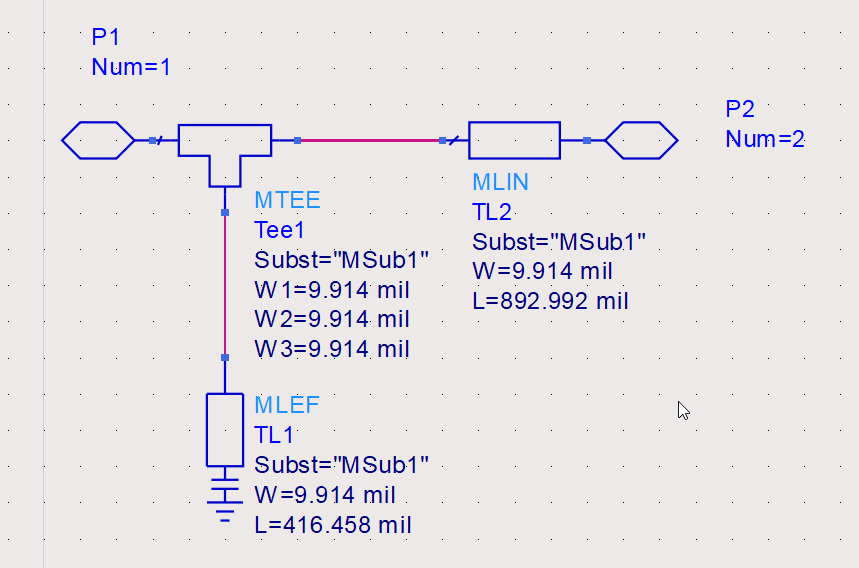 P1
Num=1
P2
Num=2
MTEE
Tee1
Subst="MSub1"
W1=9.914 mil
W2=9.914 mil
W3=9.914 mil
MLIN
TL2
Subst="MSub1"
W=9.914 mil
L=892.992 mil
MLEF
TL1
Subst="MSub1"
W=9.914 mil
L=416.458 mil